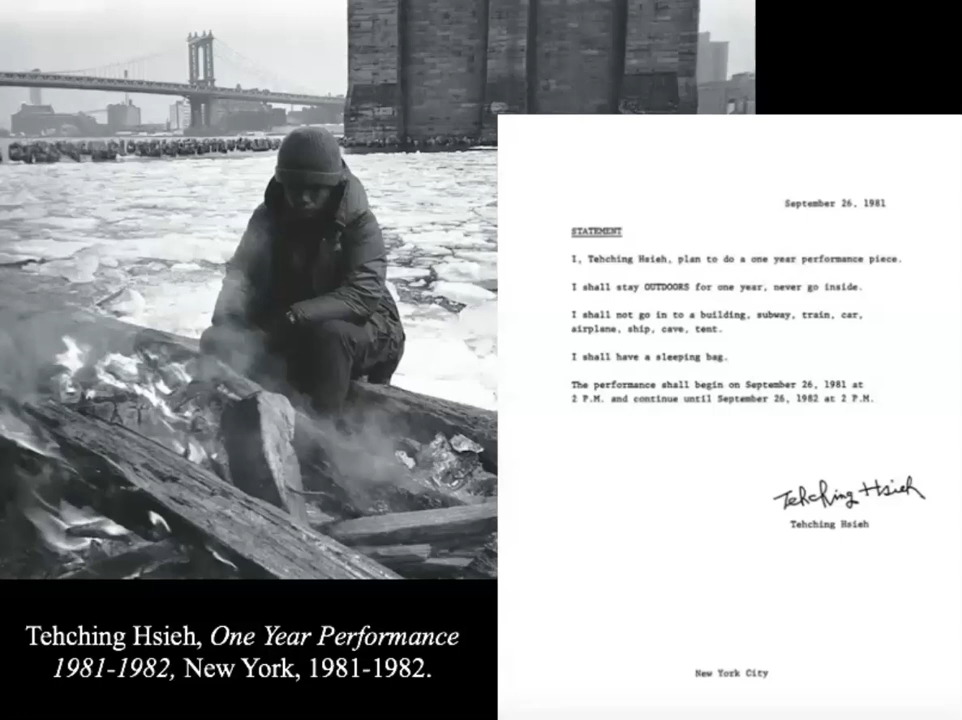 September 26, 1981
STATEMENT
I, Tehching Hsieh, plan to do a one year performance piece.
I shall stay OUTDOORS for one year, never go inside.
I shall not go in to a building, subway, train, car,
airplane, ship, cave, tent.
I shall have a sleeping bag.
The performance shall begin on September 26, 1981 at
2 P.M. and continue until September 26, 1982 at 2 P.M.
Tehching Hsieh
Tehching Hsieh
New York City
Tehching Hsieh, One Year Performance
1981-1982, New York, 1981-1982.